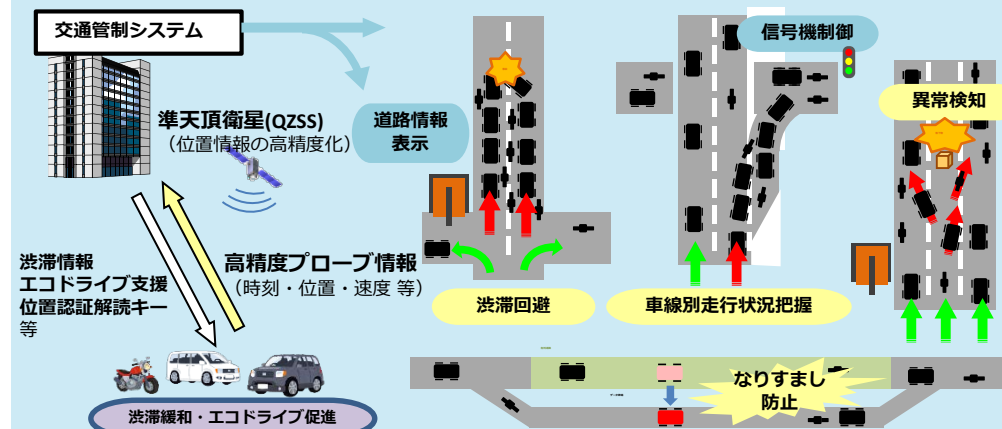 交通管制システム
準天頂衛星(QZSS)
（位置情報の高精度化）
道路情報
表示
信号機制御
異常検知
渋滞情報
エコドライブ支援
位置認証解読キー
等
高精度プローブ情報
（時刻・位置・速度 等）
渋滞回避
車線別走行状況把握
なりすまし
防止
渋滞緩和・エコドライブ促進